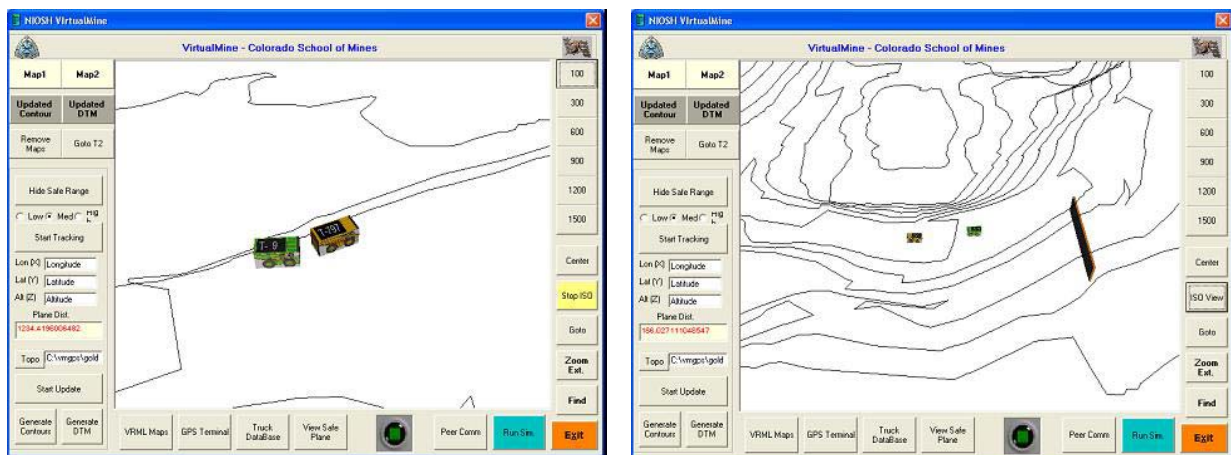 NIOSH VirtualMine
VirtualMine - Colorado School of Mines
Map1 Map2
Updated Contour Updated DTM
Remove Maps Goto T2
Hide Safe Range
Low Med Hig h
Start Tracking
Lon (X) Longitude
Lat (Y) Latitude
Alt (Z) Altitude
Plane Dist.
1234.4196006482
Topo C:\vmgps\gold
Start Update
Generate Contours Generate DTM
T-9 T-797
100
300
600
900
1200
1500
Center
Stop ISO
Goto
Zoom Ext.
Find
VRML Maps GPS Terminal Truck DataBase View Safe Plane Peer Comm Run Sim. Exit
NIOSH VirtualMine
VirtualMine - Colorado School of Mines
Map1 Map2
Updated Contour Updated DTM
Remove Maps Goto T2
Hide Safe Range
Low Med Hig h
Start Tracking
Lon (X) Longitude
Lat (Y) Latitude
Alt (Z) Altitude
Plane Dist.
166.027111048547
Topo C:\vmgps\gold
Start Update
Generate Contours Generate DTM
100
300
600
900
1200
1500
Center
ISO View
Goto
Zoom Ext.
Find
VRML Maps GPS Terminal Truck DataBase View Safe Plane Peer Comm Run Sim. Exit